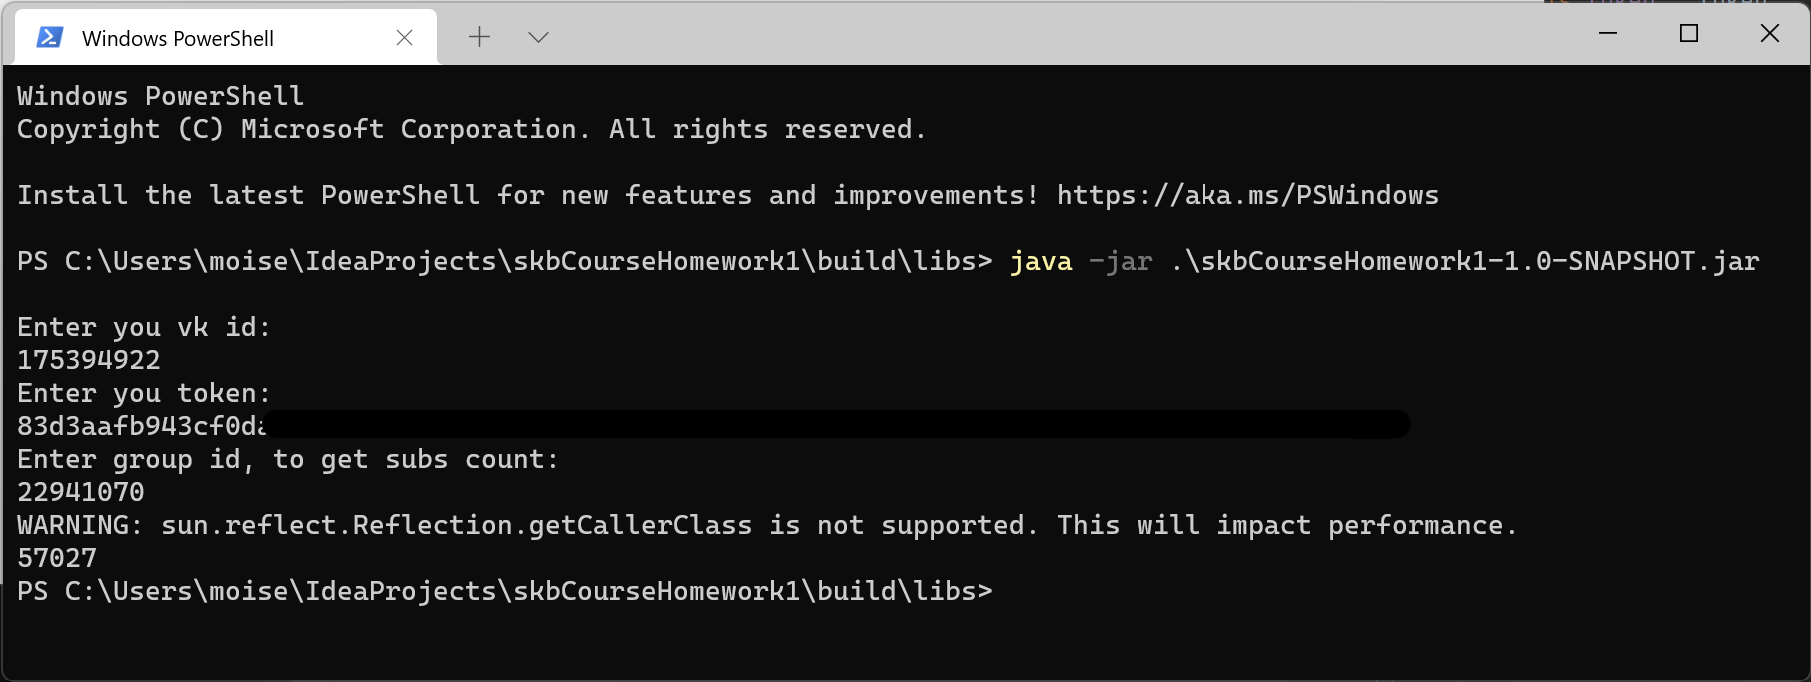 Windows PowerShell
Windows PowerShell
Copyright (C) Microsoft Corporation. All rights reserved.
Install the latest PowerShell for new features and improvements! https://aka.ms/PSWindows
PS C:\Users\moise\IdeaProjects\skbCourseHomework1\build\libs> java -jar .\skbCourseHomework1-1.0-SNAPSHOT.jar
Enter you vk id:
175394922
Enter you token:
83d3aafb943cf0d
Enter group id, to get subs count:
22941070
WARNING: sun.reflect.Reflection.getCallerClass is not supported. This will impact performance.
57027
PS C:\Users\moise\IdeaProjects\skbCourseHomework1\build\libs>